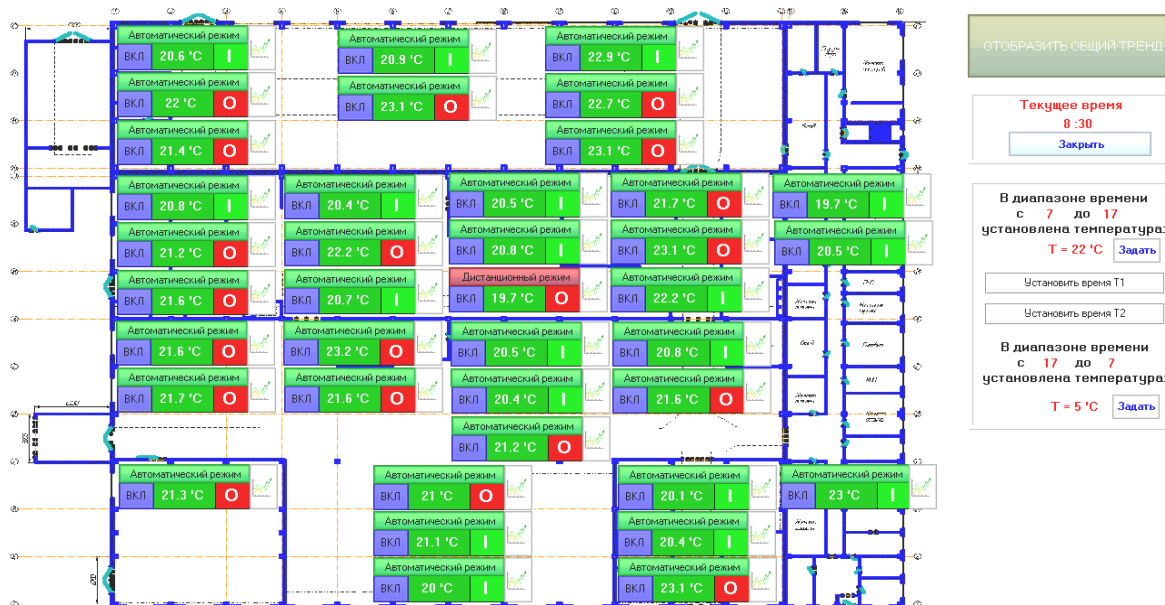 Автоматический режим
ВКЛ 20.6 'C I
Автоматический режим
ВКЛ 22 'C O
Автоматический режим
ВКЛ 21.4 'C O
Автоматический режим
ВКЛ 20.9 'C I
Автоматический режим
ВКЛ 23.1 'C O
Автоматический режим
ВКЛ 22.9 'C I
Автоматический режим
ВКЛ 22.7 'C O
Автоматический режим
ВКЛ 23.1 'C O
Автоматический режим
ВКЛ 20.8 'C I
Автоматический режим
ВКЛ 21.2 'C O
Автоматический режим
ВКЛ 21.6 'C O
Автоматический режим
ВКЛ 20.4 'C I
Автоматический режим
ВКЛ 22.2 'C O
Автоматический режим
ВКЛ 20.7 'C I
Автоматический режим
ВКЛ 20.5 'C I
Автоматический режим
ВКЛ 20.8 'C I
Дистанционный режим
ВКЛ 19.7 'C O
Автоматический режим
ВКЛ 21.7 'C O
Автоматический режим
ВКЛ 23.1 'C O
Автоматический режим
ВКЛ 22.2 'C I
Автоматический режим
ВКЛ 19.7 'C I
Автоматический режим
ВКЛ 20.5 'C I
Автоматический режим
ВКЛ 21.6 'C O
Автоматический режим
ВКЛ 21.7 'C O
Автоматический режим
ВКЛ 23.2 'C O
Автоматический режим
ВКЛ 21.6 'C O
Автоматический режим
ВКЛ 20.5 'C I
Автоматический режим
ВКЛ 20.4 'C I
Автоматический режим
ВКЛ 21.2 'C O
Автоматический режим
ВКЛ 20.8 'C I
Автоматический режим
ВКЛ 21.6 'C O
Автоматический режим
ВКЛ 21.3 'C O
Автоматический режим
ВКЛ 21 'C O
Автоматический режим
ВКЛ 21.1 'C I
Автоматический режим
ВКЛ 20 'C I
Автоматический режим
ВКЛ 20.1 'C I
Автоматический режим
ВКЛ 20.4 'C I
Автоматический режим
ВКЛ 23.1 'C O
Автоматический режим
ВКЛ 23 'C I
ОТОБРАЗИТЬ ОБЩИЙ ТРЕНД
Текущее время
8 :30
Закрыть
В диапазоне времени
с 7 до 17
установлена температура:
T = 22 'C Задать
Установить время T1
Установить время T2
В диапазоне времени
с 17 до 7
установлена температура:
T = 5 'C Задать